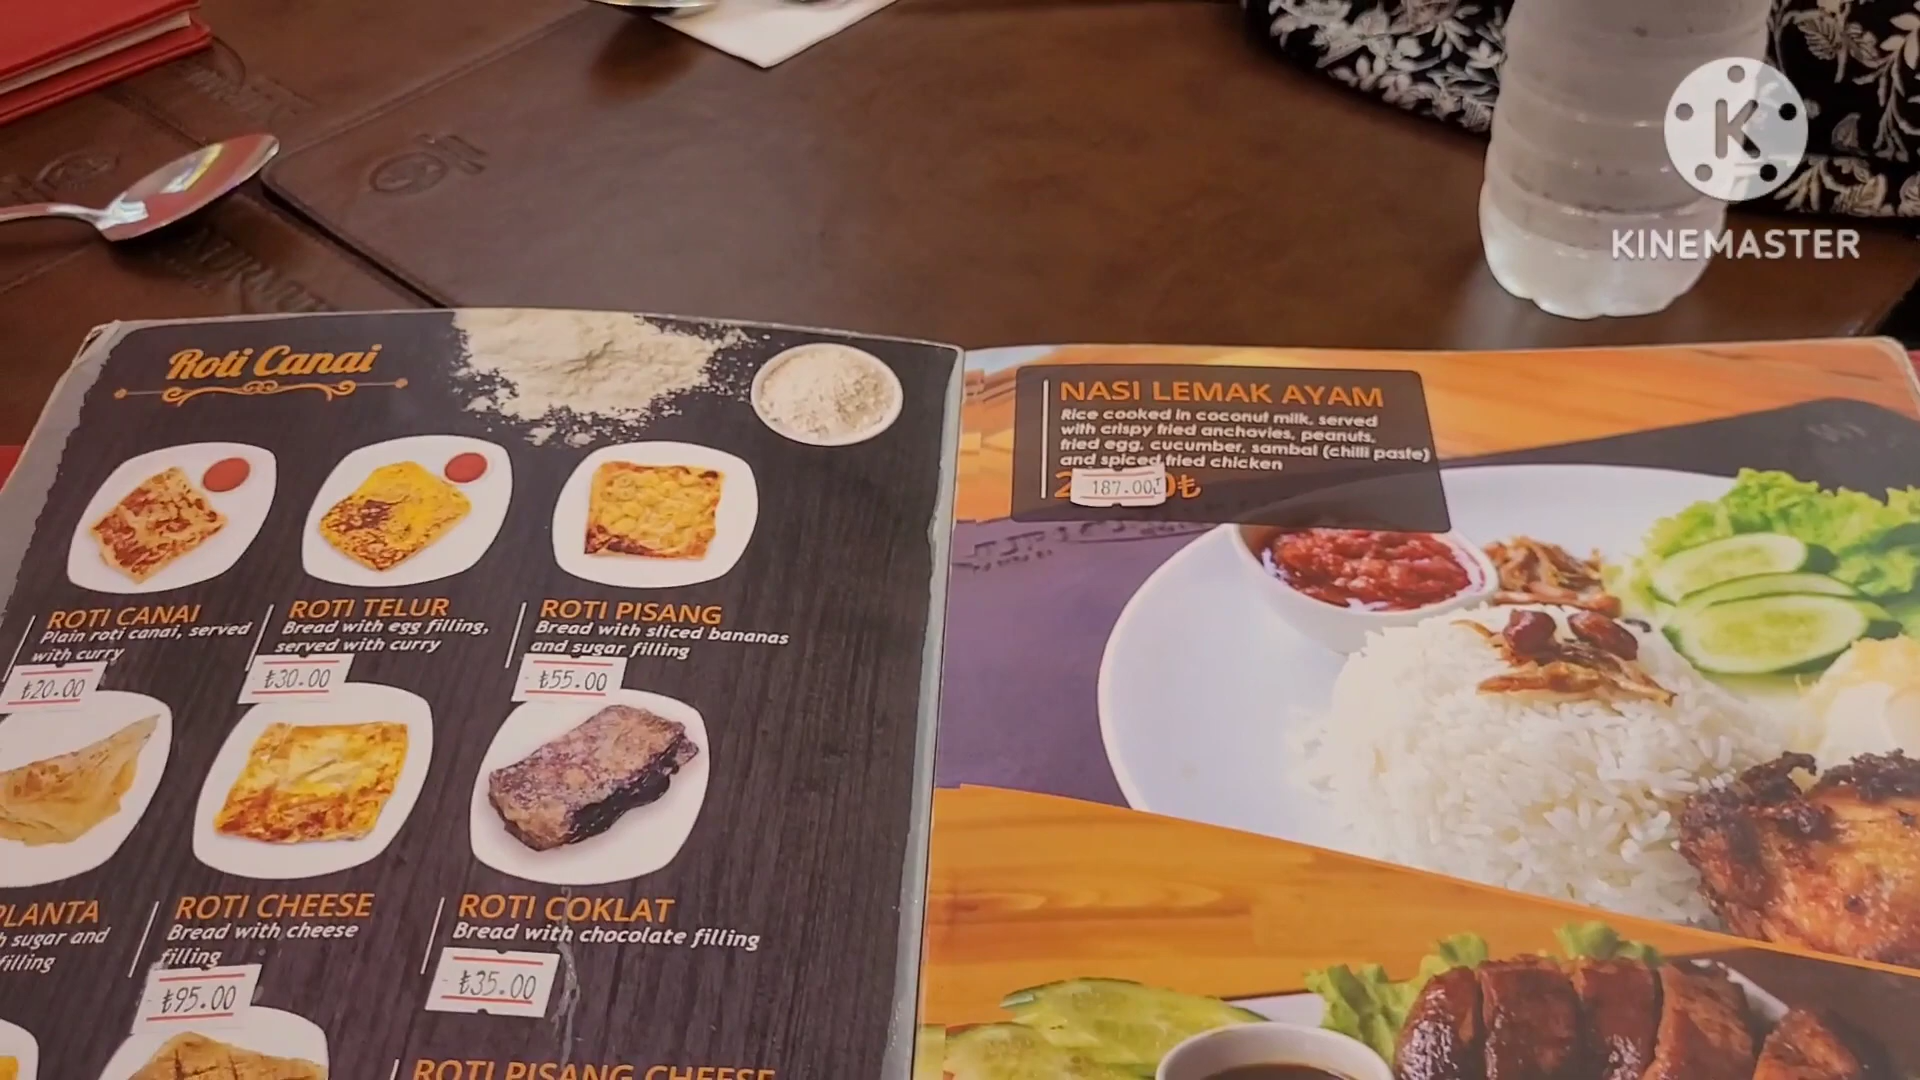 K
KINEMASTER
Roti Canai
ROTI CANAI
Plain roti canai, served
with curry
₺20.00
ROTI TELUR
Bread with egg filling,
served with curry
₺30.00
ROTI PISANG
Bread with sliced bananas
and sugar filling
₺55.00
PLANTA
sugar and
filling
ROTI CHEESE
Bread with cheese
filling
₺95.00
ROTI COKLAT
Bread with chocolate filling
₺35.00
ROTI PISANG CHEESE
NASI LEMAK AYAM
Rice cooked in coconut milk, served
with crispy fried anchovies, peanuts,
fried egg, cucumber, sambal (chilli paste)
and spiced fried chicken
187.00₺